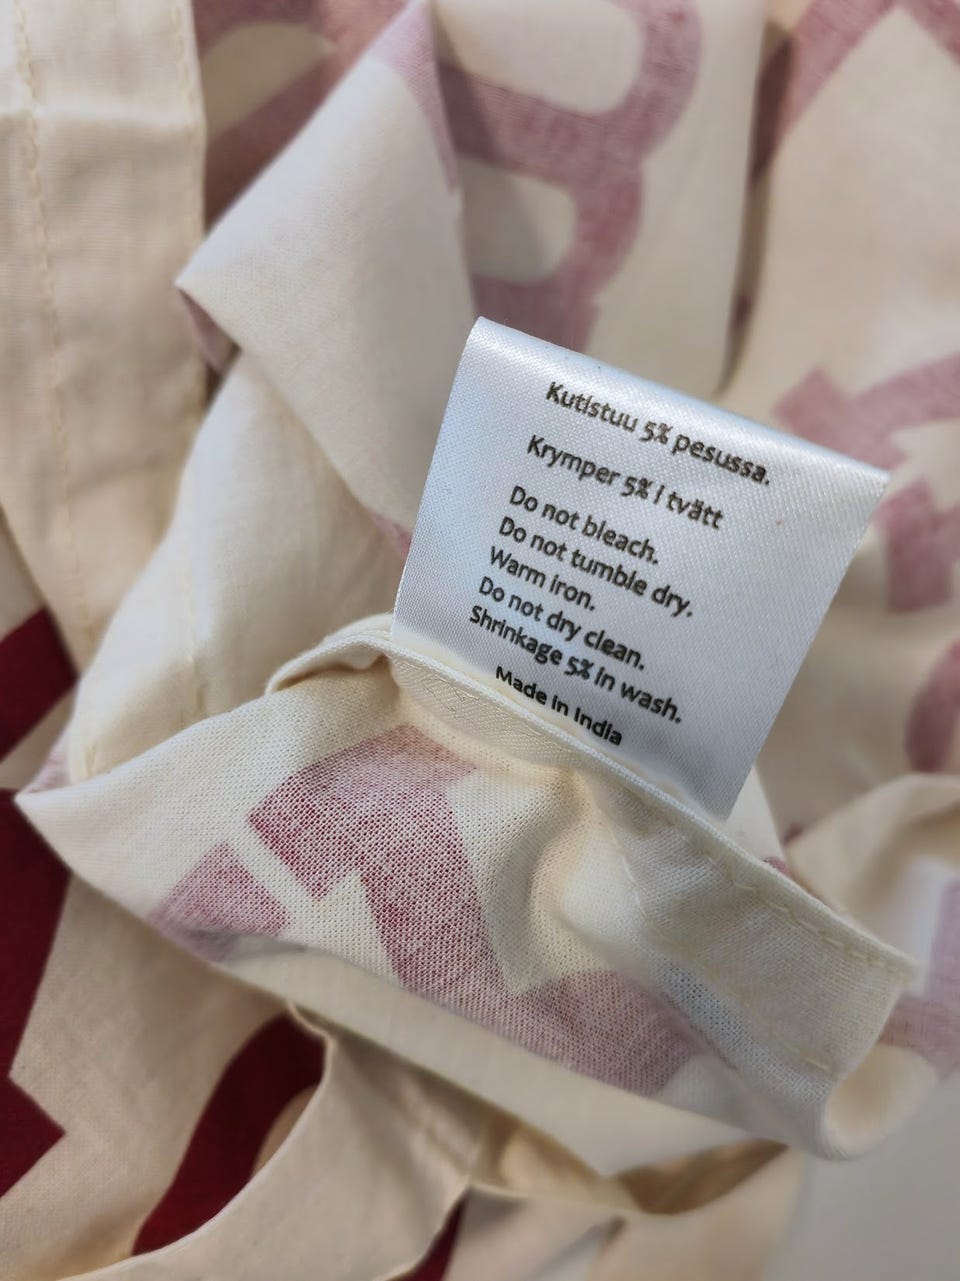 Kutistuu 5% pesussa.
Krymper 5% i tvätt
Do not bleach.
Do not tumble dry.
Warm iron.
Do not dry clean.
Shrinkage 5% in wash.
Made in India